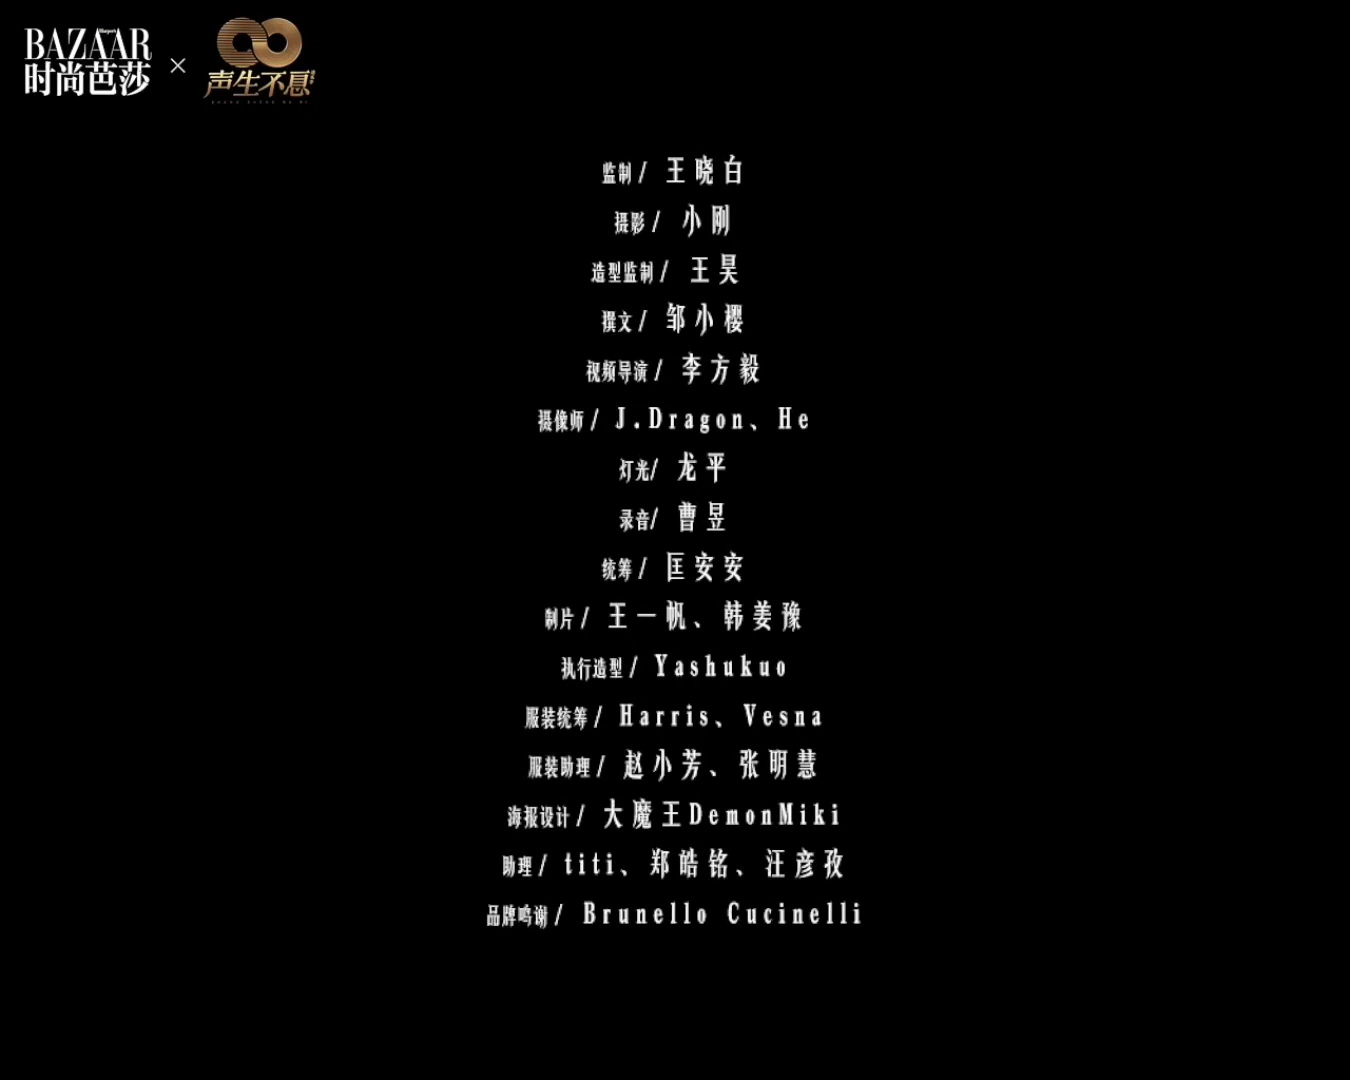 BAZAAR
时尚芭莎
×
声生不息
监制/ 王晓白
摄影/ 小刚
造型监制/ 王昊
撰文/ 邹小樱
视频导演/ 李方毅
摄像师/ J.Dragon、He
灯光/ 龙平
录音/ 曹昱
统筹/ 匡安安
制片/ 王一帆、韩姜豫
执行造型/ Yashukuo
服装统筹/ Harris、Vesna
服装助理/ 赵小芳、张明慧
海报设计/ 大魔王DemonMiki
助理/ titi、郑皓铭、汪彦孜
品牌鸣谢/ Brunello Cucinelli